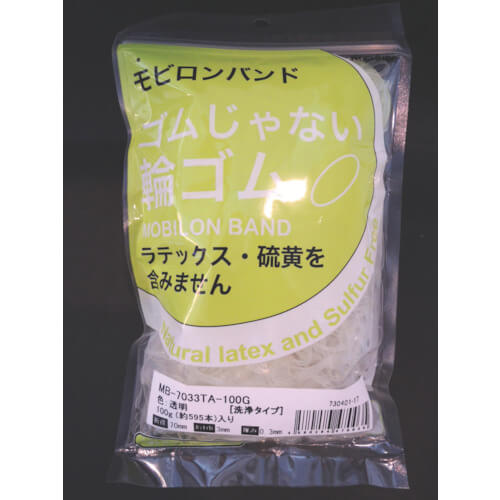 モビロンバンド
ゴムじゃない
輪ゴム
MOBILON BAND
ラテックス・硫黄を
含みません
Natural latex and Sulfur Free
MB-7033TA-100G
色:透明 [洗浄タイプ]
100g(約595本)入り
70mm 3mm 厚み 0.3mm
730401-17